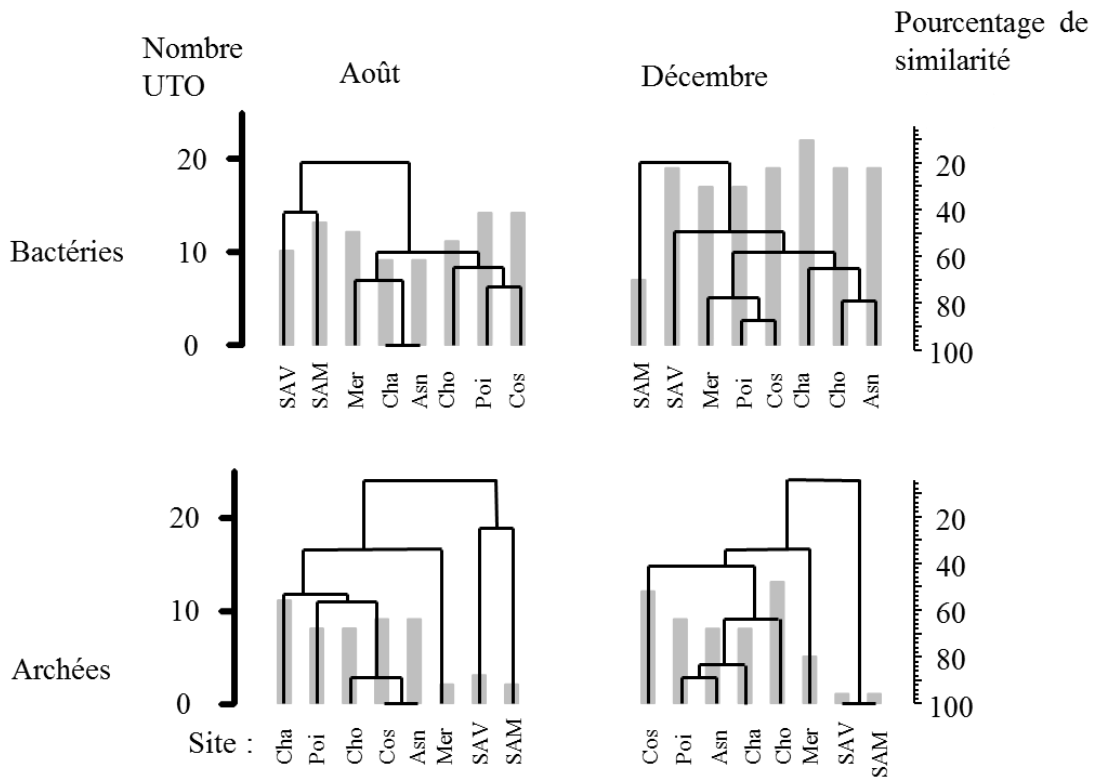 Nombre
UTO
Août
Décembre
Pourcentage de
similarité
Bactéries
20
10
0
20
40
60
80
100
SAV
SAM
Mer
Cha
Asn
Cho
Poi
Cos
SAM
SAV
Mer
Poi
Cos
Cha
Cho
Asn
Archées
20
10
0
20
40
60
80
100
Site :
Cha
Poi
Cho
Cos
Asn
Mer
SAV
SAM
Cos
Poi
Asn
Cha
Cho
Mer
SAV
SAM